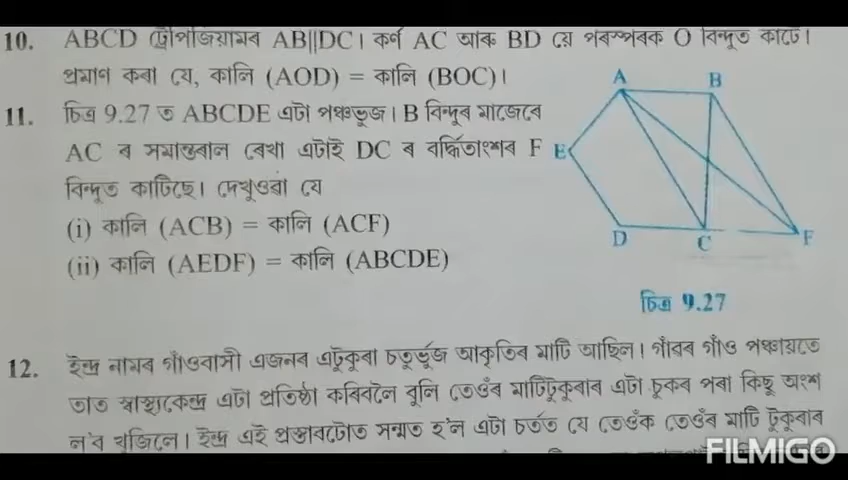 10. ABCD ট্ৰেপিজিয়ামৰ AB||DC। কৰ্ণ AC আৰু BD য়ে পৰস্পৰক O বিন্দুত কাটে।
প্ৰমাণ কৰা যে, কালি (AOD) = কালি (BOC)।
11. চিত্ৰ 9.27 ত ABCDE এটা পঞ্চভূজ। B বিন্দুৰ মাজেৰে
AC ৰ সমান্তৰাল ৰেখা এটাই DC ৰ বৰ্দ্ধিতাংশৰ F
বিন্দুত কাটিছে। দেখুওৱা যে
(i) কালি (ACB) = কালি (ACF)
(ii) কালি (AEDF) = কালি (ABCDE)
A B
E
D C F
চিত্ৰ 9.27
12. ইন্দ্ৰ নামৰ গাঁওবাসী এজনৰ এটুকুৰা চতুৰ্ভূজ আকৃতিৰ মাটি আছিল। গাঁৱৰ গাঁও পঞ্চায়তে
তাত স্বাস্থ্যকেন্দ্ৰ এটা প্ৰতিষ্ঠা কৰিবলৈ বুলি তেওঁৰ মাটিটুকুৰাৰ এটা চুকৰ পৰা কিছু অংশ
ল'ব খুজিলে। ইন্দ্ৰ এই প্ৰস্তাৱটোত সন্মত হ'ল এটা চৰ্তত যে তেওঁক তেওঁৰ মাটি টুকুৰাৰ
FILMIGO